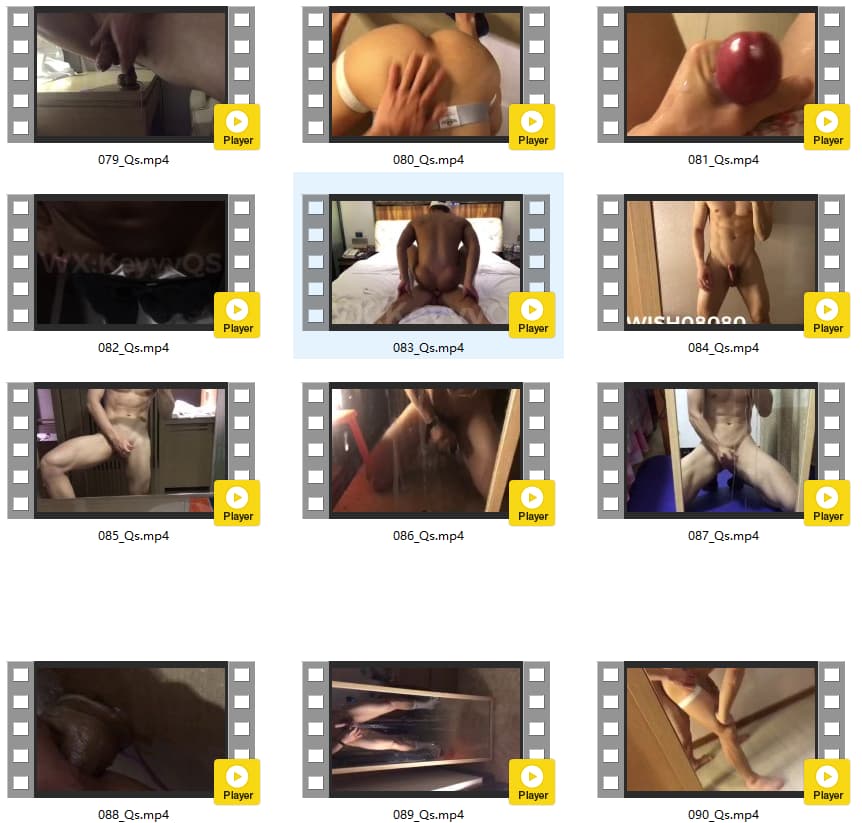 Player
Player
Player
079_Qs.mp4
080_Qs.mp4
081_Qs.mp4
WX:KeyyyQS
Player
Player
WISH08080
Player
082_Qs.mp4
083_Qs.mp4
084_Qs.mp4
Player
Player
Player
085_Qs.mp4
086_Qs.mp4
087_Qs.mp4
Player
Player
Player
088_Qs.mp4
089_Qs.mp4
090_Qs.mp4